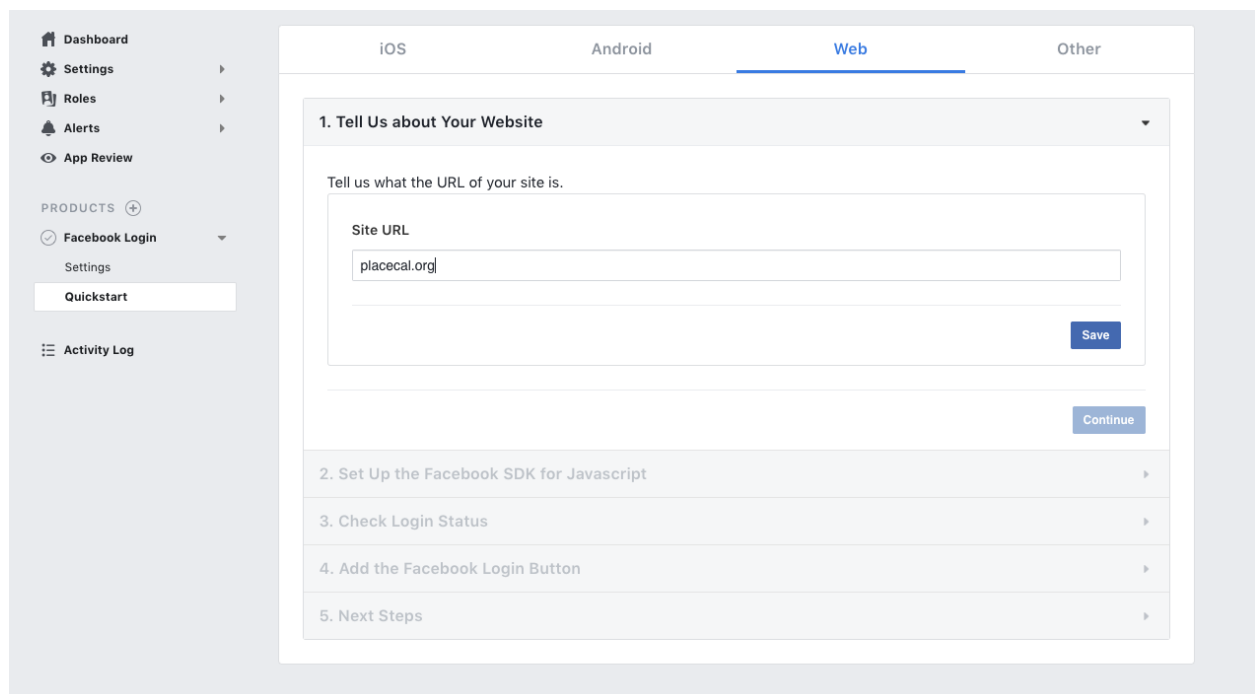 Dashboard
Settings
Roles
Alerts
App Review
PRODUCTS
Facebook Login
Settings
Quickstart
Activity Log
iOS Android Web Other
1. Tell Us about Your Website
Tell us what the URL of your site is.
Site URL
placecal.org
Save
Continue
2. Set Up the Facebook SDK for Javascript
3. Check Login Status
4. Add the Facebook Login Button
5. Next Steps